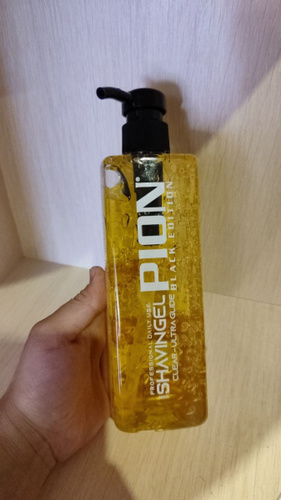 PION®
BLACK EDITION
PROFESSIONAL DAILY USE
SHAVINGEL
CLEAR - ULTRA GLIDE